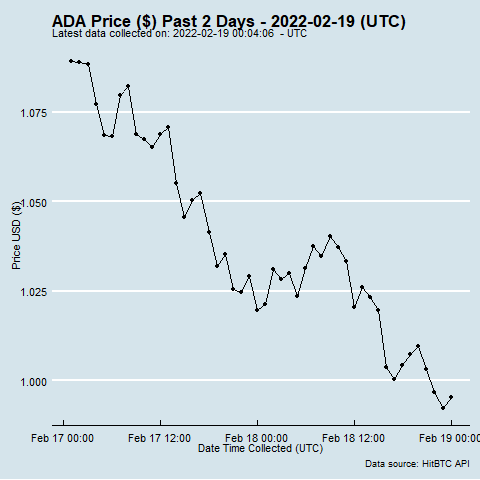 ADA Price ($) Past 2 Days - 2022-02-19 (UTC)
Latest data collected on: 2022-02-19 00:04:06  - UTC
1.075
1.050
1.025
1.000
Price USD ($)
Feb 17 00:00 Feb 17 12:00 Feb 18 00:00 Feb 18 12:00 Feb 19 00:00
Date Time Collected (UTC)
Data source: HitBTC API